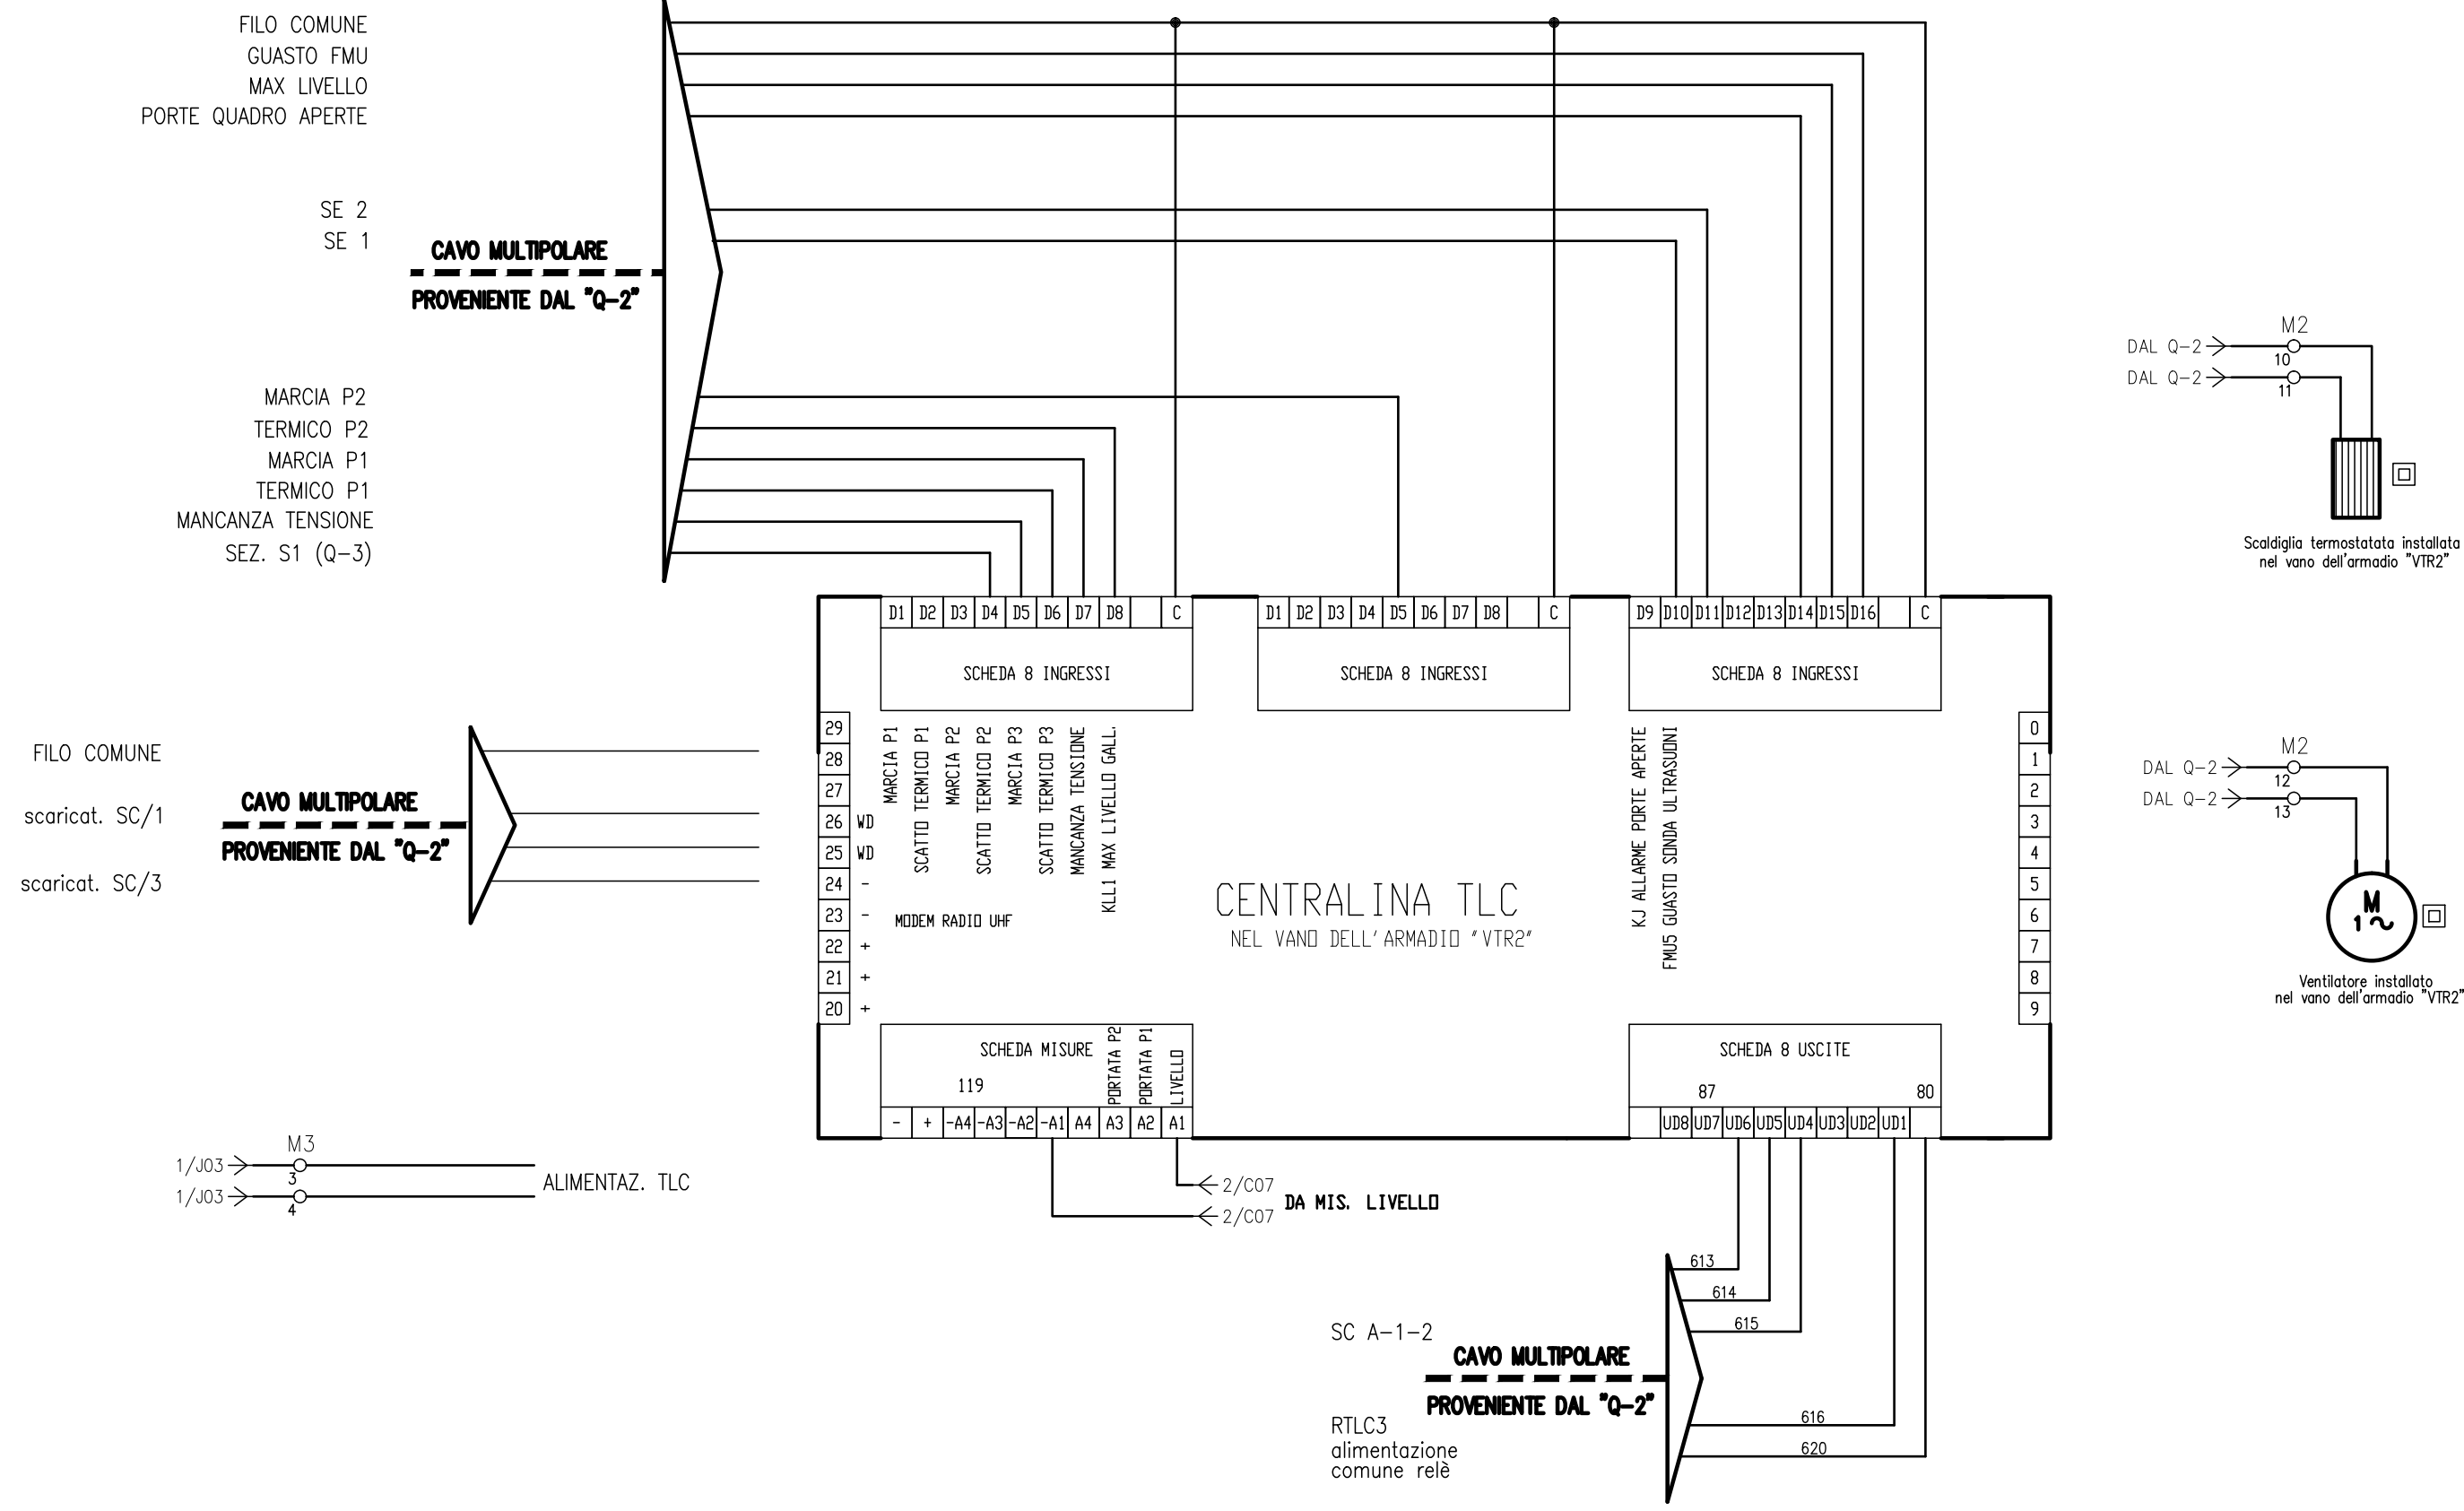 FILO COMUNE
GUASTO FMU
MAX LIVELLO
PORTE QUADRO APERTE
SE 2
SE 1
CAVO MULTIPOLARE
PROVENIENTE DAL "Q-2"
MARCIA P2
TERMICO P2
MARCIA P1
TERMICO P1
MANCANZA TENSIONE
SEZ. S1 (Q-3)
M2
DAL Q-2
10
DAL Q-2
11
Scaldiglia termostatata installata
nel vano dell'armadio "VTR2"
D1 D2 D3 D4 D5 D6 D7 D8 C
SCHEDA 8 INGRESSI
D1 D2 D3 D4 D5 D6 D7 D8 C
SCHEDA 8 INGRESSI
D9 D10 D11 D12 D13 D14 D15 D16 C
SCHEDA 8 INGRESSI
FILO COMUNE
scaricat. SC/1
scaricat. SC/3
CAVO MULTIPOLARE
PROVENIENTE DAL "Q-2"
29
28
27
26 WD
25 WD
24 -
23 -
22 +
21 +
20 +
MARCIA P1
SCATTO TERMICO P1
MARCIA P2
SCATTO TERMICO P2
MARCIA P3
SCATTO TERMICO P3
MANCANZA TENSIONE
KLL1 MAX LIVELLO GALL.
MODEM RADIO UHF
CENTRALINA TLC
NEL VANO DELL'ARMADIO "VTR2"
KJ ALLARME PORTE APERTE
FMU5 GUASTO SONDA ULTRASUONI
0
1
2
3
4
5
6
7
8
9
M2
DAL Q-2
12
DAL Q-2
13
M
1~
Ventilatore installato
nel vano dell'armadio "VTR2"
SCHEDA MISURE
119
PORTATA P2
PORTATA P1
LIVELLO
- + -A4 -A3 -A2 -A1 A4 A3 A2 A1
SCHEDA 8 USCITE
87 80
UD8 UD7 UD6 UD5 UD4 UD3 UD2 UD1
M3
1/J03
3
1/J03
4
ALIMENTAZ. TLC
2/C07
2/C07
DA MIS. LIVELLO
613
614
615
SC A-1-2
CAVO MULTIPOLARE
PROVENIENTE DAL "Q-2"
616
620
RTLC3
alimentazione
comune relè